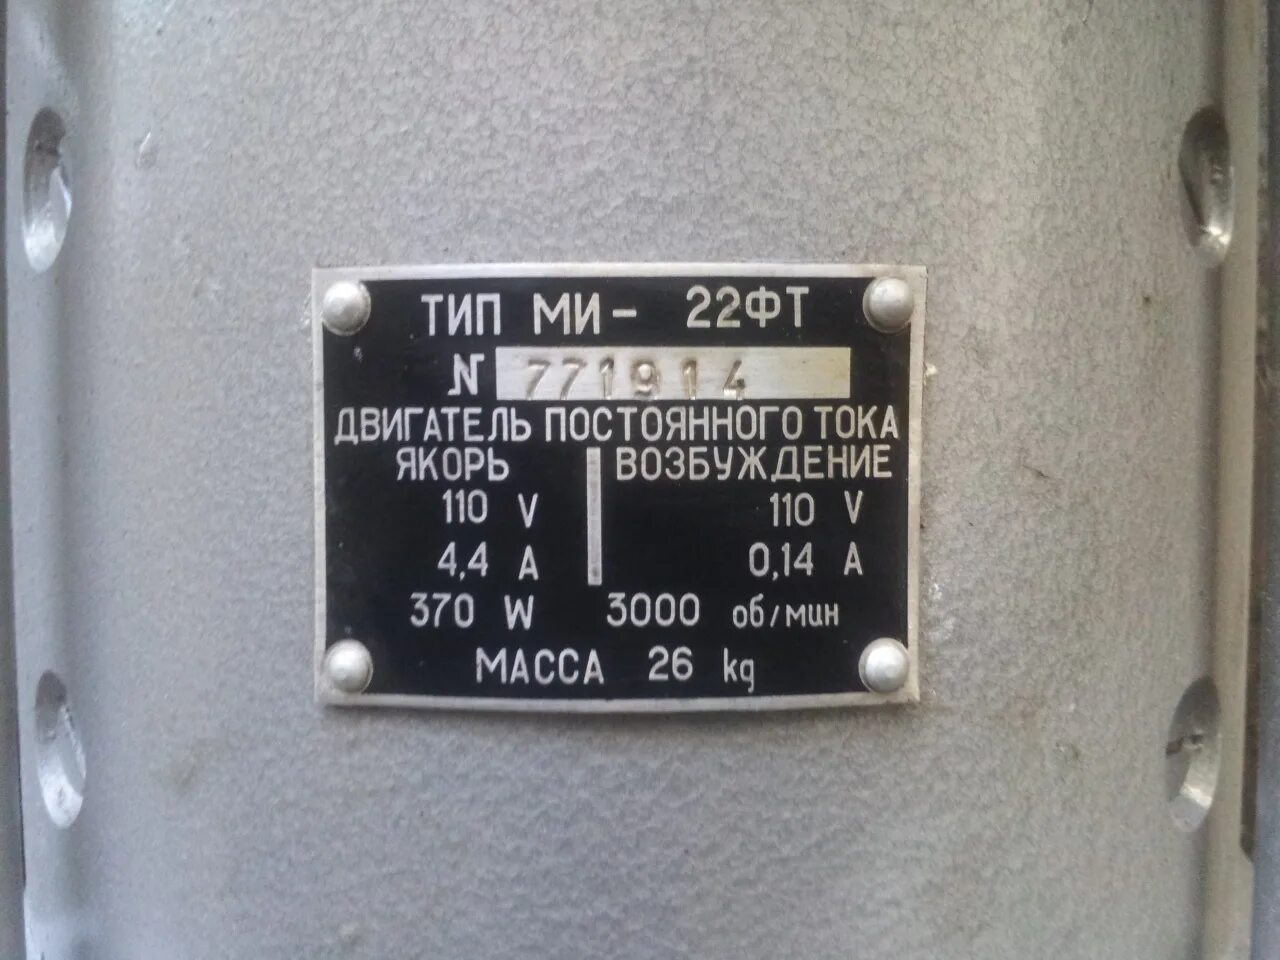 ТИП МИ- 22ФТ
N 771914
ДВИГАТЕЛЬ ПОСТОЯННОГО ТОКА
ЯКОРЬ ВОЗБУЖДЕНИЕ
110 V 110 V
4,4 A 0,14 A
370 W 3000 об/мин
МАССА 26 kg